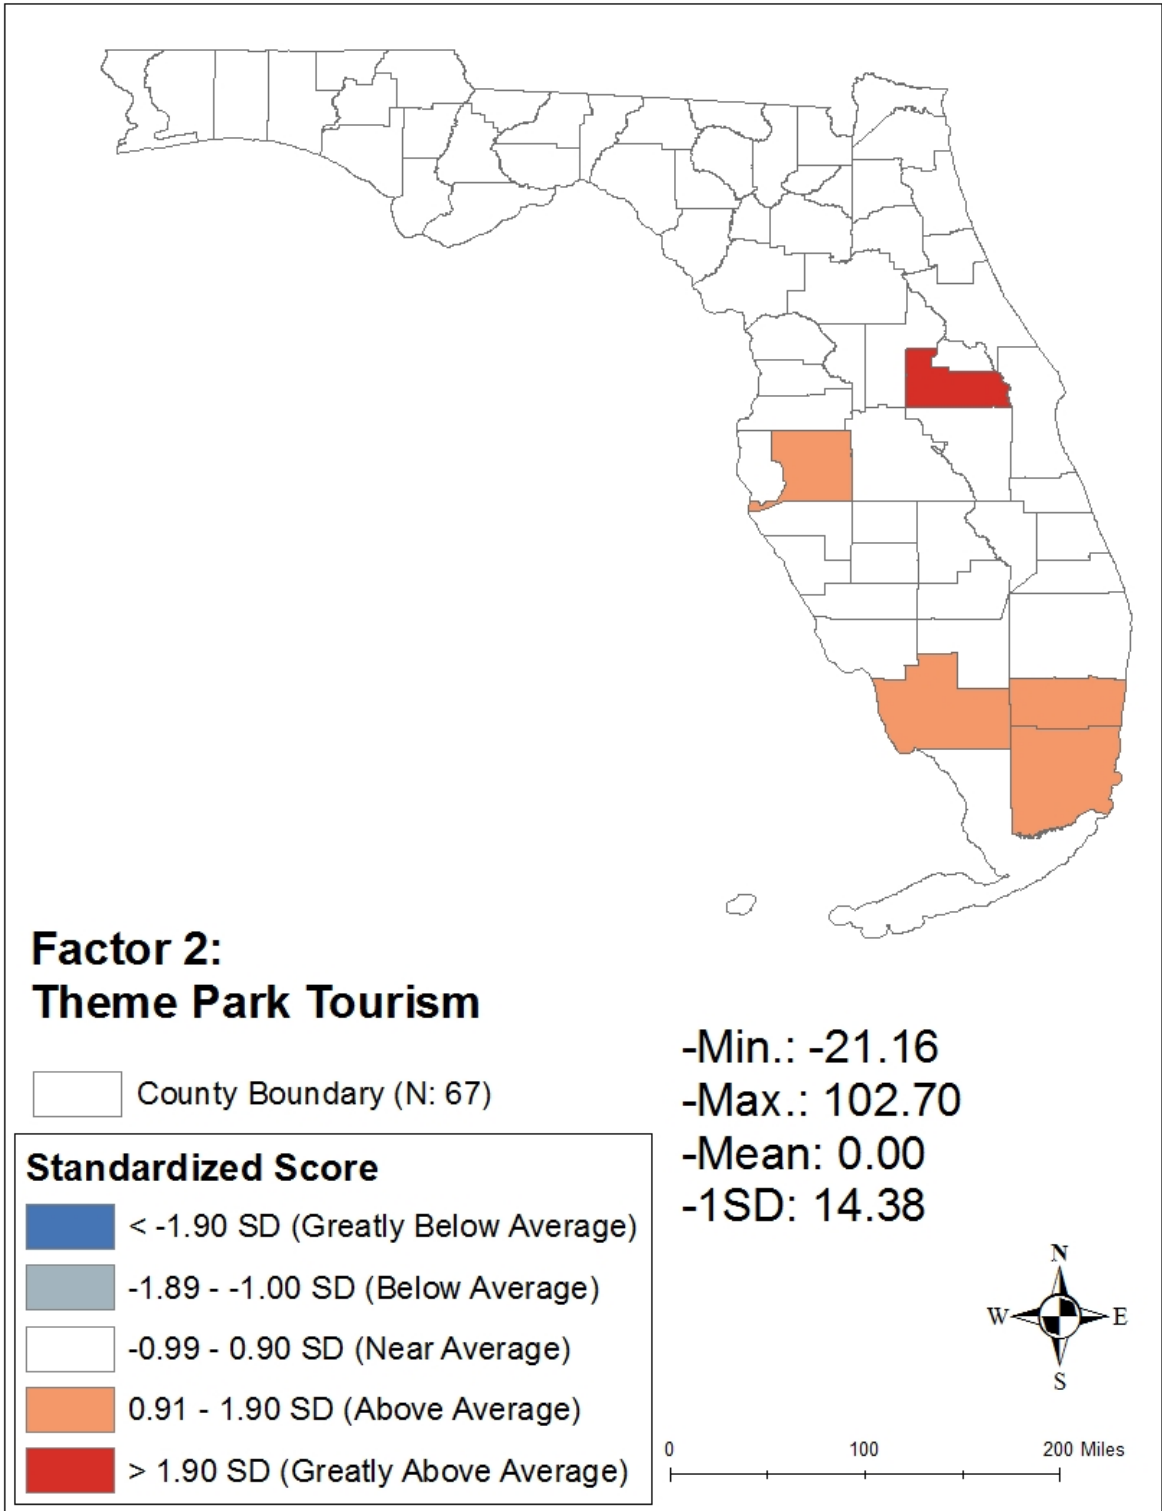 Factor 2:
Theme Park Tourism
County Boundary (N: 67)
Standardized Score
< -1.90 SD (Greatly Below Average)
-1.89 - -1.00 SD (Below Average)
-0.99 - 0.90 SD (Near Average)
0.91 - 1.90 SD (Above Average)
> 1.90 SD (Greatly Above Average)
-Min.: -21.16
-Max.: 102.70
-Mean: 0.00
-1SD: 14.38
N
W E
S
0 100 200 Miles